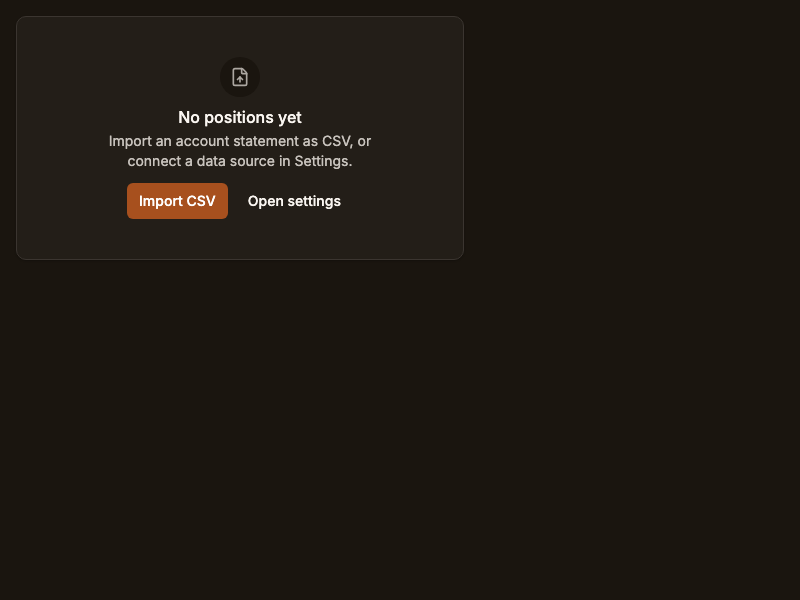 No positions yet
Import an account statement as CSV, or
connect a data source in Settings.
Import CSV
Open settings